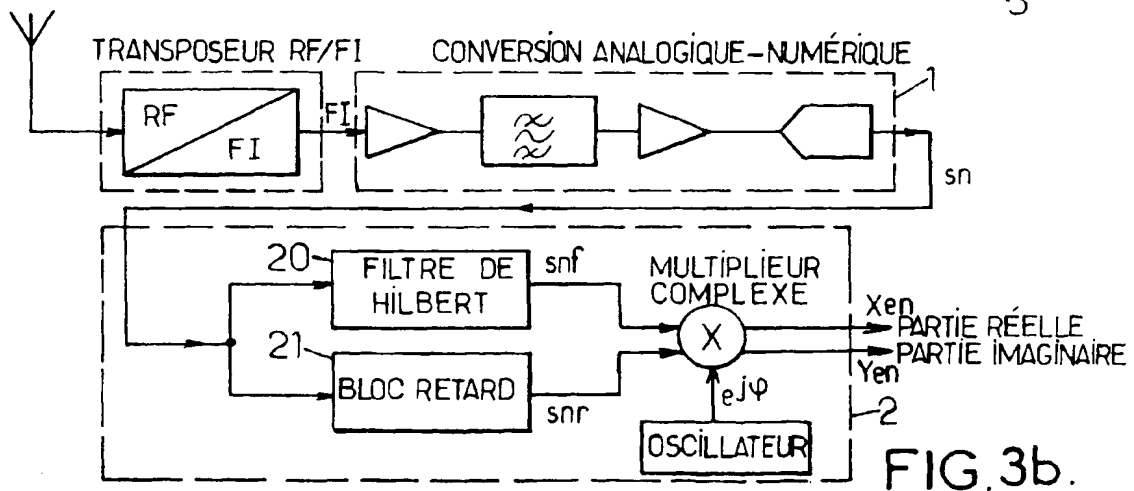 TRANSPOSEUR RF/FI
CONVERSION ANALOGIQUE-NUMÉRIQUE
1
RF
FI
FI
sn
20
FILTRE DE
HILBERT
snf
MULTIPLIEUR
COMPLEXE
X
Xen
PARTIE RÉELLE
PARTIE IMAGINAIRE
Yen
21
BLOC RETARD
snr
ejφ
2
OSCILLATEUR
FIG.3b.